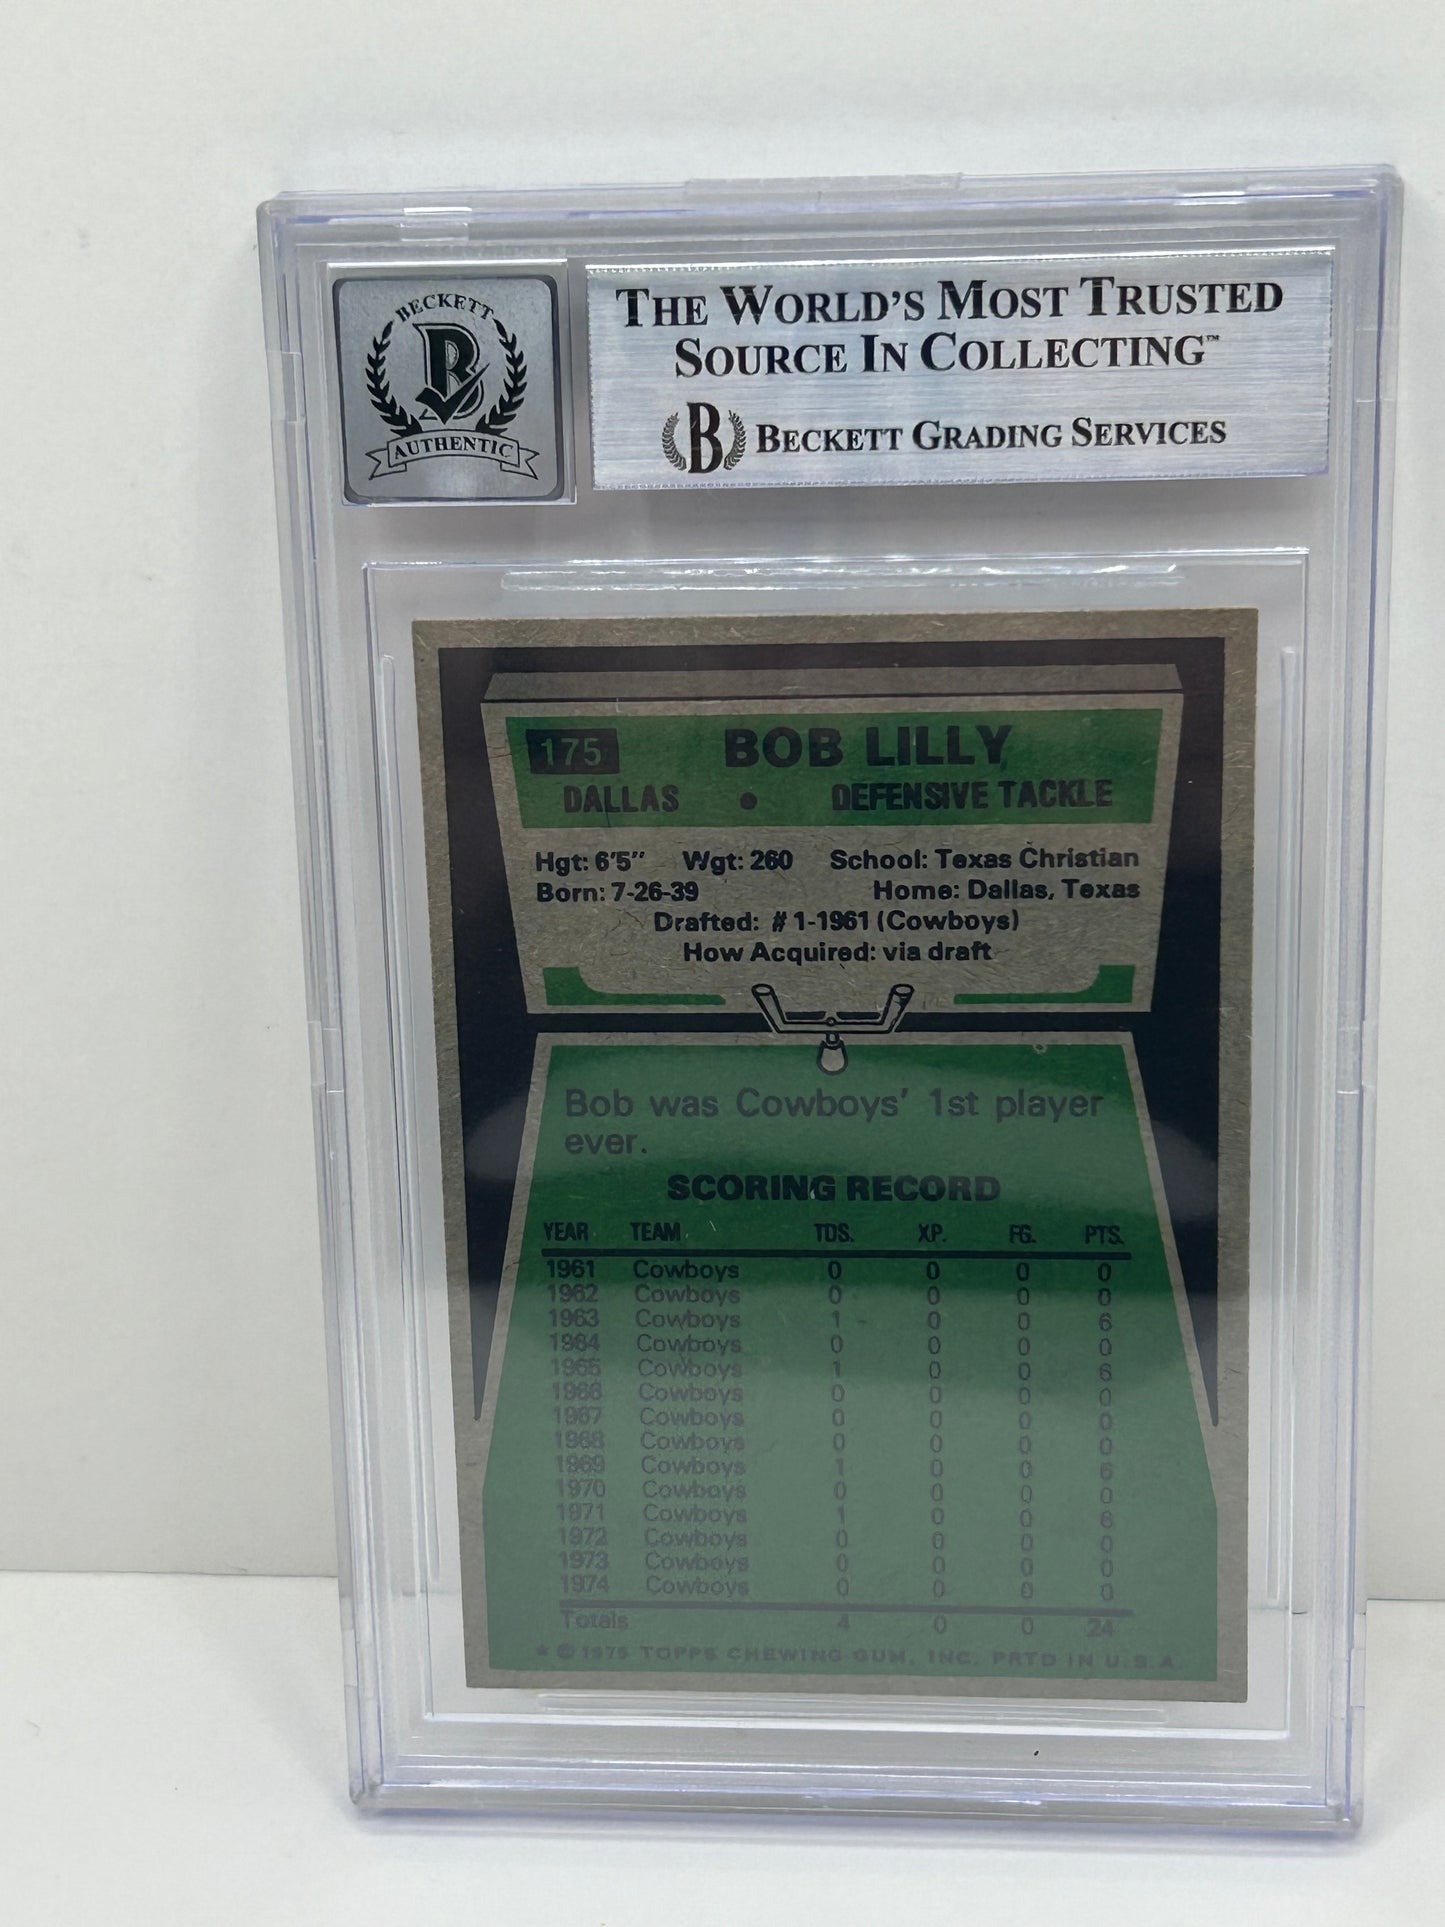 BECKETT
B
AUTHENTIC
THE WORLD'S MOST TRUSTED
SOURCE IN COLLECTING™
B BECKETT GRADING SERVICES
175 BOB LILLY
DALLAS • DEFENSIVE TACKLE
Hgt: 6'5" Wgt: 260 School: Texas Christian
Born: 7-26-39 Home: Dallas, Texas
Drafted: #1-1961 (Cowboys)
How Acquired: via draft
Bob was Cowboys' 1st player
ever.
SCORING RECORD
YEAR TEAM TDS. XP. FG. PTS.
1961 Cowboys 0 0 0 0
1962 Cowboys 0 0 0 0
1963 Cowboys 1 0 0 6
1964 Cowboys 0 0 0 0
1965 Cowboys 1 0 0 6
1966 Cowboys 0 0 0 0
1967 Cowboys 0 0 0 0
1968 Cowboys 0 0 0 0
1969 Cowboys 1 0 0 6
1970 Cowboys 0 0 0 0
1971 Cowboys 1 0 0 6
1972 Cowboys 0 0 0 0
1973 Cowboys 0 0 0 0
1974 Cowboys 0 0 0 0
Totals 4 0 0 24
* © 1975 TOPPS CHEWING GUM, INC. PRTD IN U.S.A.